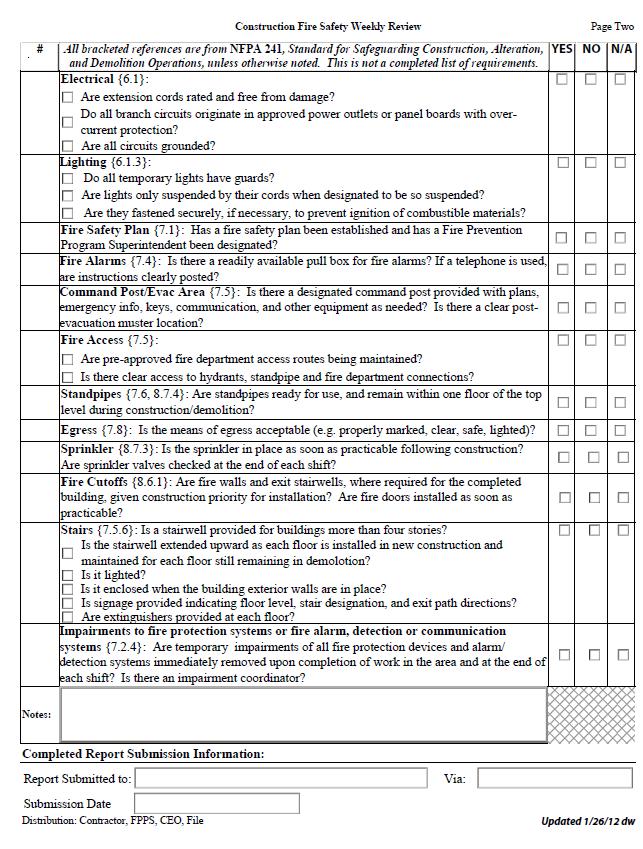 Construction Fire Safety Weekly Review Page Two
# All bracketed references are from NFPA 241, Standard for Safeguarding Construction, Alteration, YES NO N/A
and Demolition Operations, unless otherwise noted. This is not a completed list of requirements.
Electrical {6.1}:
Are extension cords rated and free from damage?
Do all branch circuits originate in approved power outlets or panel boards with over-
current protection?
Are all circuits grounded?
Lighting {6.1.3}:
Do all temporary lights have guards?
Are lights only suspended by their cords when designated to be so suspended?
Are they fastened securely, if necessary, to prevent ignition of combustible materials?
Fire Safety Plan {7.1}: Has a fire safety plan been established and has a Fire Prevention
Program Superintendent been designated?
Fire Alarms {7.4}: Is there a readily available pull box for fire alarms? If a telephone is used,
are instructions clearly posted?
Command Post/Evac Area {7.5}: Is there a designated command post provided with plans,
emergency info, keys, communication, and other equipment as needed? Is there a clear post-
evacuation muster location?
Fire Access {7.5}:
Are pre-approved fire department access routes being maintained?
Is there clear access to hydrants, standpipe and fire department connections?
Standpipes {7.6, 8.7.4}: Are standpipes ready for use, and remain within one floor of the top
level during construction/demolition?
Egress {7.8}: Is the means of egress acceptable (e.g. properly marked, clear, safe, lighted)?
Sprinkler {8.7.3}: Is the sprinkler in place as soon as practicable following construction?
Are sprinkler valves checked at the end of each shift?
Fire Cutoffs {8.6.1}: Are fire walls and exit stairwells, where required for the completed
building, given construction priority for installation? Are fire doors installed as soon as
practicable?
Stairs {7.5.6}: Is a stairwell provided for buildings more than four stories?
Is the stairwell extended upward as each floor is installed in new construction and
maintained for each floor still remaining in demolotion?
Is it lighted?
Is it enclosed when the building exterior walls are in place?
Is signage provided indicating floor level, stair designation, and exit path directions?
Are extinguishers provided at each floor?
Impairments to fire protection systems or fire alarm, detection or communication
systems {7.2.4}: Are temporary impairments of all fire protection devices and alarm/
detection systems immediately removed upon completion of work in the area and at the end of
each shift? Is there an impairment coordinator?
Notes:
Completed Report Submission Information:
Report Submitted to: Via:
Submission Date
Distribution: Contractor, FPPS, CEO, File Updated 1/26/12 dw